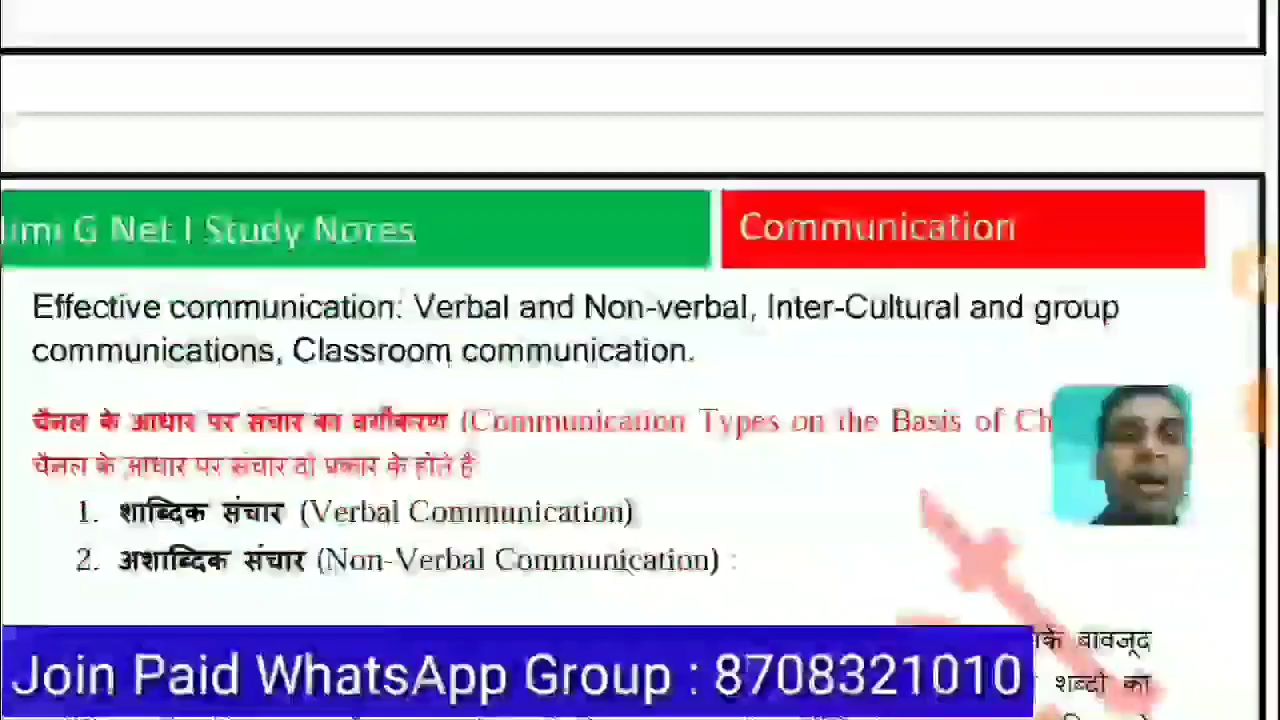 G Net I Study Notes
Communication
Effective communication: Verbal and Non-verbal, Inter-Cultural and group
communications, Classroom communication.
चैनल के आधार पर संचार का वर्गीकरण (Communication Types on the Basis of Ch
चैनल के आधार पर संचार दो प्रकार के होते है
1. शाब्दिक संचार (Verbal Communication)
2. अशाब्दिक संचार (Non-Verbal Communication) :
बावजूद
Join Paid WhatsApp Group : 8708321010
शब्दों का